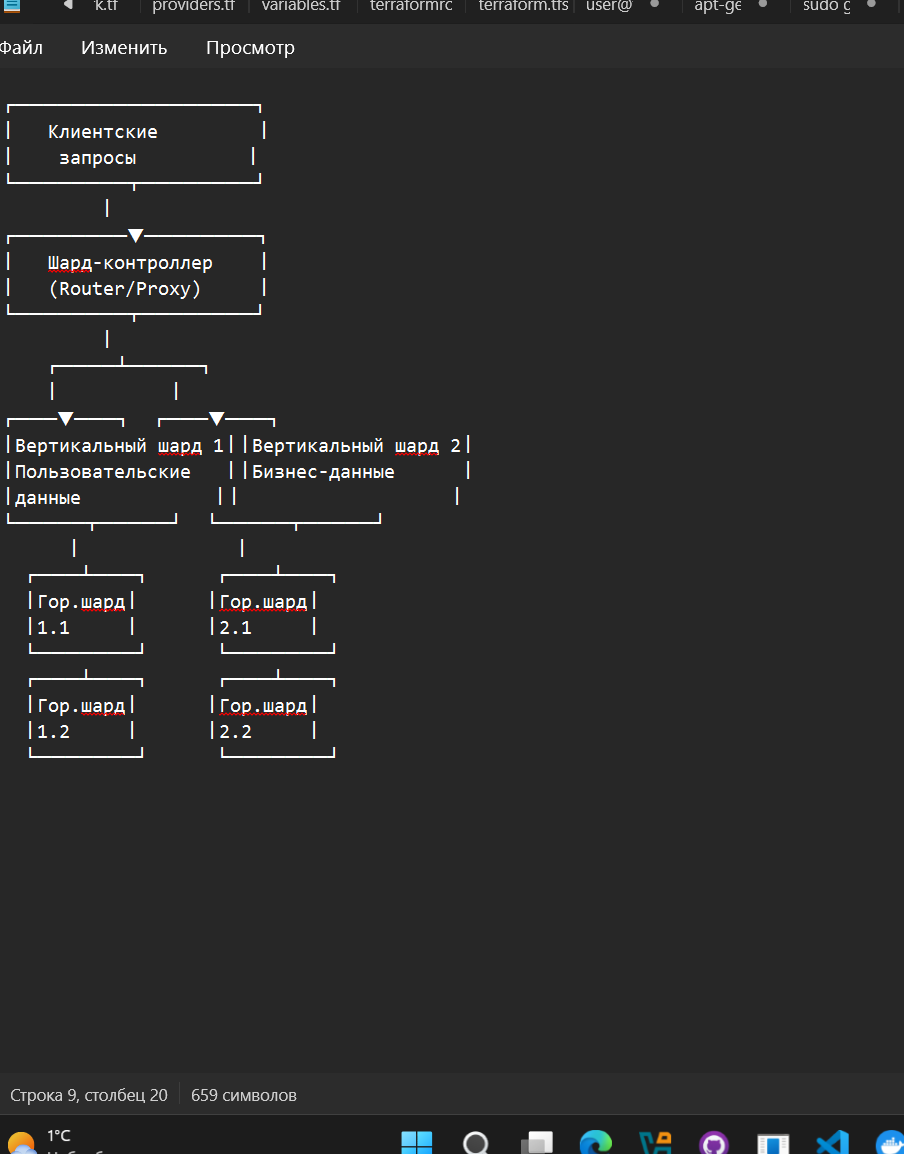 k.tf providers.tf variables.tf terraformrc terraform.tfs user@ apt-ge sudo g
Файл Изменить Просмотр
Клиентские
запросы
Шард-контроллер
(Router/Proxy)
Вертикальный шард 1 Вертикальный шард 2
Пользовательские Бизнес-данные
данные
Гор.шард Гор.шард
1.1 2.1
Гор.шард Гор.шард
1.2 2.2
Строка 9, столбец 20 659 символов
1°C